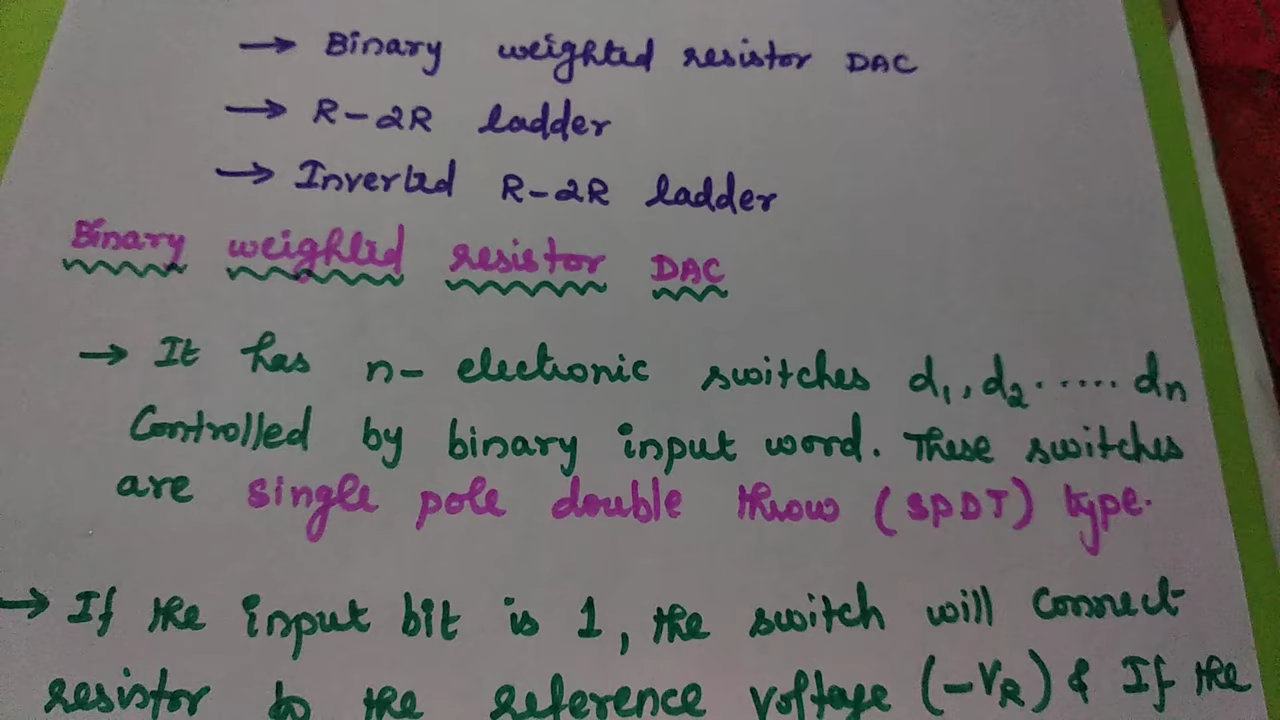 → Binary weighted resistor DAC
→ R-2R ladder
→ Inverted R-2R ladder
Binary weighted resistor DAC
→ It has n- electronic switches d₁, d₂...... dn
Controlled by binary input word. These switches
are single pole double throw (SPDT) type.
→ If the input bit is 1, the switch will connect
resistor to the reference voltage (-VR) & If the